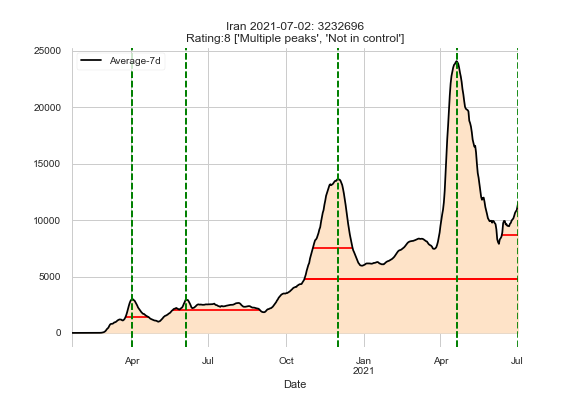 Iran 2021-07-02: 3232696
Rating:8 ['Multiple peaks', 'Not in control']
25000
Average-7d
20000
15000
10000
5000
0
Apr Jul Oct Jan Apr Jul
2021
Date